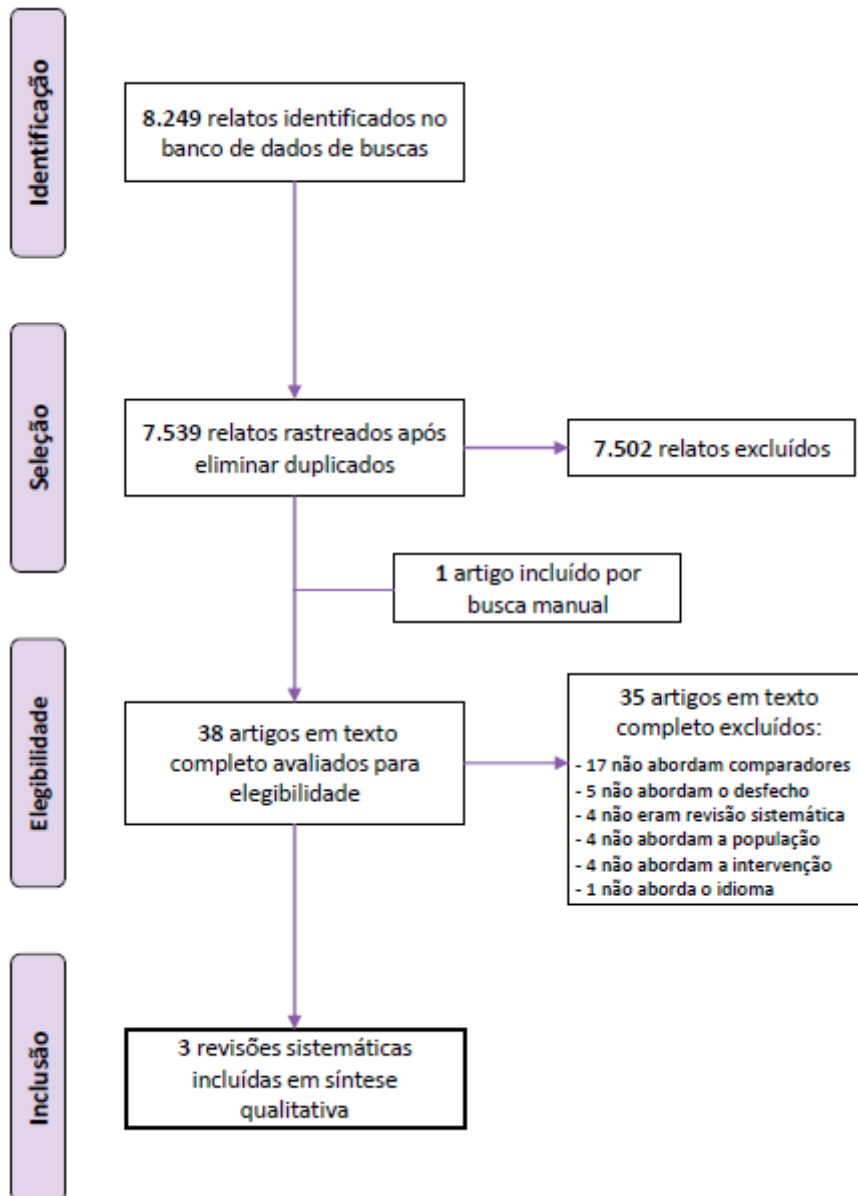 Identificação
8.249 relatos identificados no
banco de dados de buscas
Seleção
7.539 relatos rastreados após
eliminar duplicados
7.502 relatos excluídos
1 artigo incluído por
busca manual
Elegibilidade
38 artigos em texto
completo avaliados para
elegibilidade
35 artigos em texto
completo excluídos:
- 17 não abordam comparadores
- 5 não abordam o desfecho
- 4 não eram revisão sistemática
- 4 não abordam a população
- 4 não abordam a intervenção
- 1 não aborda o idioma
Inclusão
3 revisões sistemáticas
incluídas em síntese
qualitativa